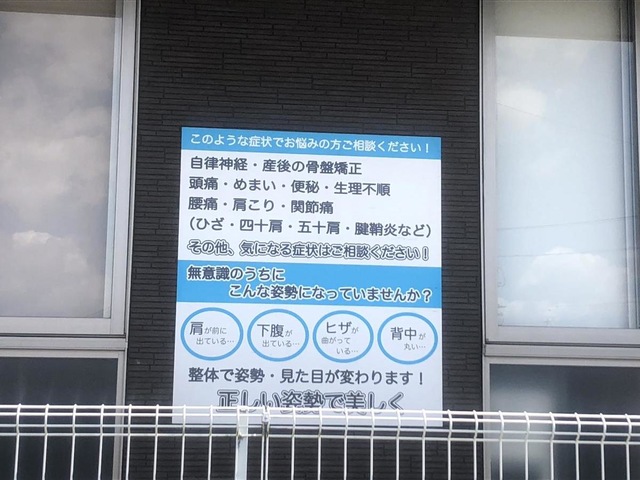 このような症状でお悩みの方ご相談ください！
自律神経・産後の骨盤矯正
頭痛・めまい・便秘・生理不順
腰痛・肩こり・関節痛
（ひざ・四十肩・五十肩・腱鞘炎など）
その他、気になる症状はご相談ください！
無意識のうちに
こんな姿勢になっていませんか？
肩が前に
出ている…
下腹が
出ている…
ヒザが
曲がって
いる…
背中が
丸い…
整体で姿勢・見た目が変わります！
正しい姿勢で美しく